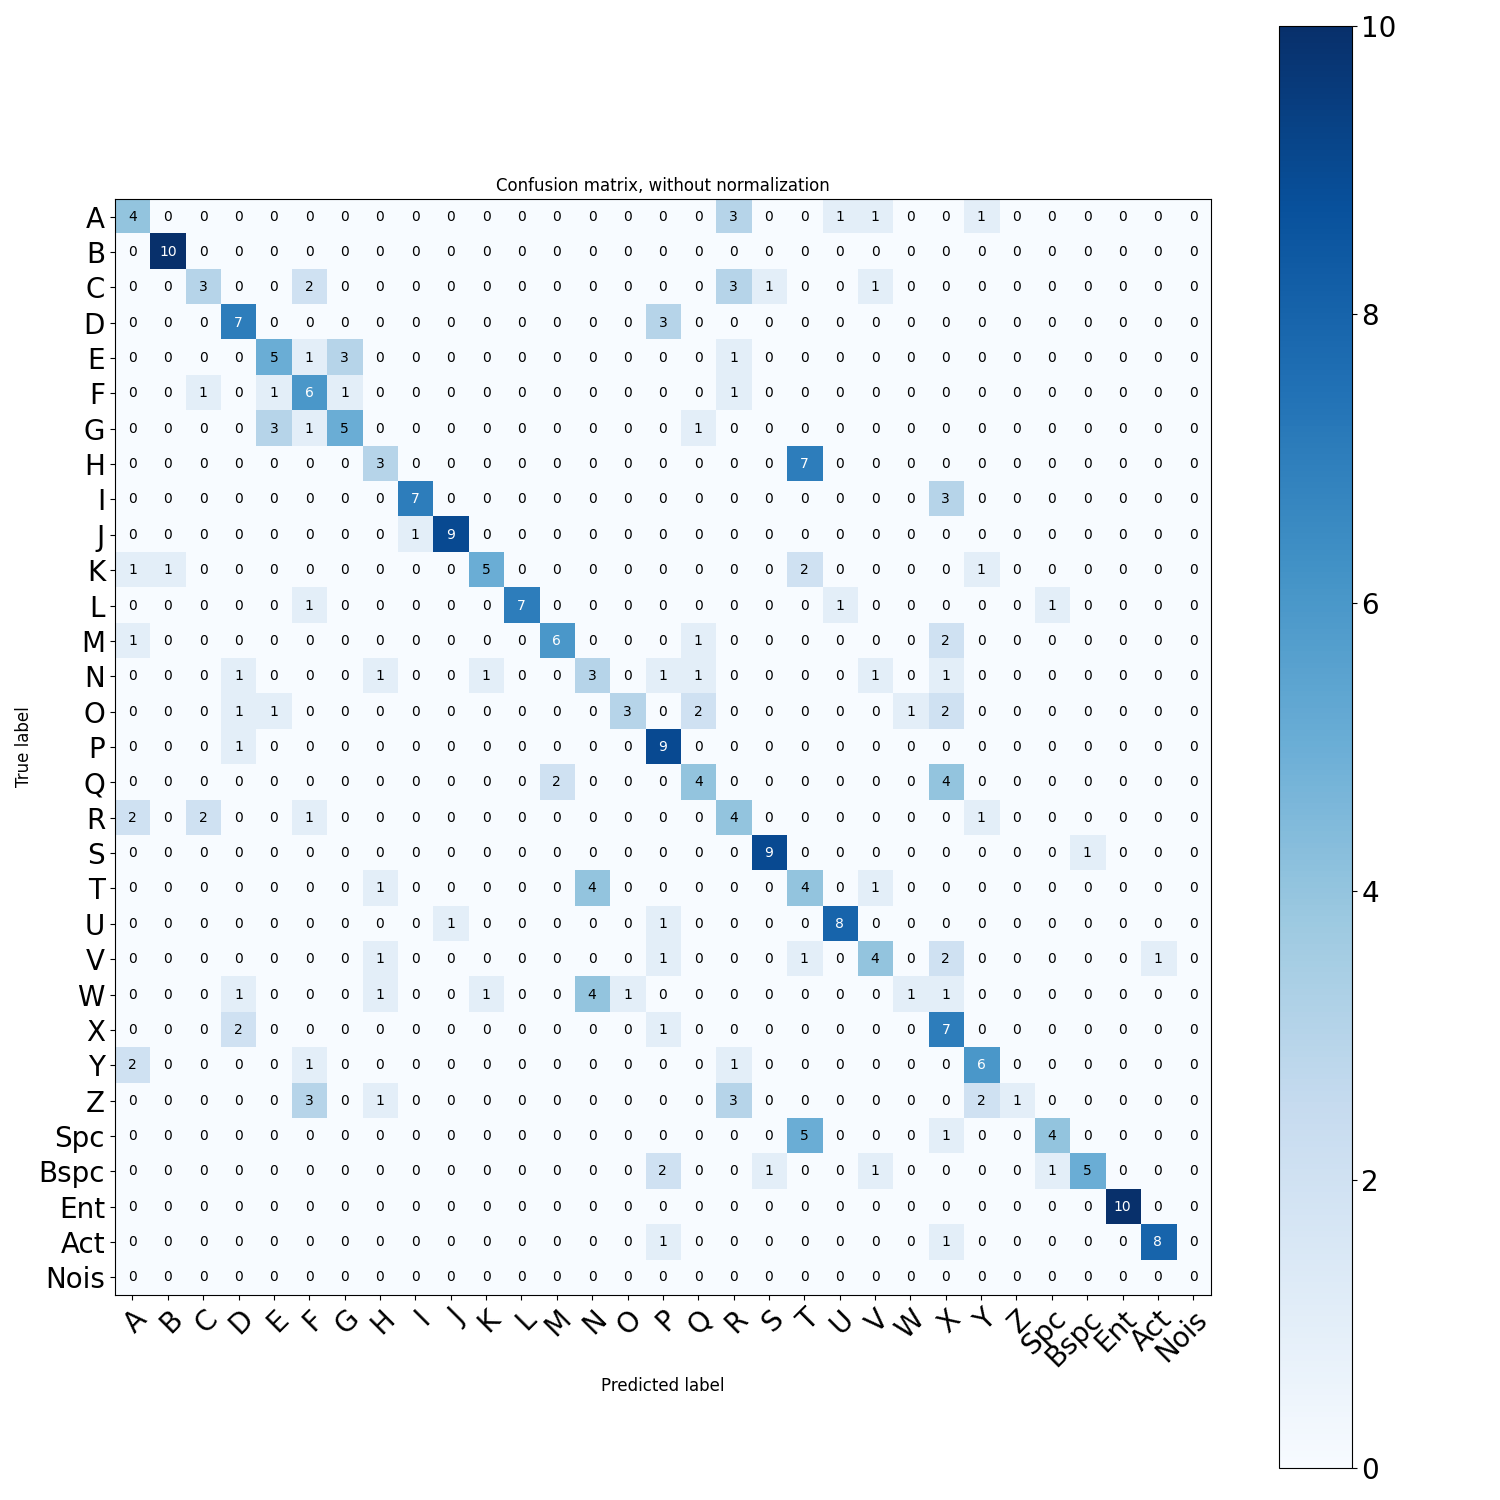 Confusion matrix, without normalization
A 4 0 0 0 0 0 0 0 0 0 0 0 0 0 0 0 0 3 0 0 1 1 0 0 1 0 0 0 0 0 0
B 0 10 0 0 0 0 0 0 0 0 0 0 0 0 0 0 0 0 0 0 0 0 0 0 0 0 0 0 0 0 0
C 0 0 3 0 0 2 0 0 0 0 0 0 0 0 0 0 0 3 1 0 0 1 0 0 0 0 0 0 0 0 0
D 0 0 0 7 0 0 0 0 0 0 0 0 0 0 0 3 0 0 0 0 0 0 0 0 0 0 0 0 0 0 0
E 0 0 0 0 5 1 3 0 0 0 0 0 0 0 0 0 0 1 0 0 0 0 0 0 0 0 0 0 0 0 0
F 0 0 1 0 1 6 1 0 0 0 0 0 0 0 0 0 0 1 0 0 0 0 0 0 0 0 0 0 0 0 0
G 0 0 0 0 3 1 5 0 0 0 0 0 0 0 0 0 1 0 0 0 0 0 0 0 0 0 0 0 0 0 0
H 0 0 0 0 0 0 0 3 0 0 0 0 0 0 0 0 0 0 0 7 0 0 0 0 0 0 0 0 0 0 0
I 0 0 0 0 0 0 0 0 7 0 0 0 0 0 0 0 0 0 0 0 0 0 0 3 0 0 0 0 0 0 0
J 0 0 0 0 0 0 0 0 1 9 0 0 0 0 0 0 0 0 0 0 0 0 0 0 0 0 0 0 0 0 0
K 1 1 0 0 0 0 0 0 0 0 5 0 0 0 0 0 0 0 0 2 0 0 0 0 1 0 0 0 0 0 0
L 0 0 0 0 0 1 0 0 0 0 0 7 0 0 0 0 0 0 0 0 1 0 0 0 0 0 1 0 0 0 0
M 1 0 0 0 0 0 0 0 0 0 0 0 6 0 0 0 1 0 0 0 0 0 0 2 0 0 0 0 0 0 0
N 0 0 0 1 0 0 0 1 0 0 1 0 0 3 0 1 1 0 0 0 0 1 0 1 0 0 0 0 0 0 0
O 0 0 0 1 1 0 0 0 0 0 0 0 0 0 3 0 2 0 0 0 0 0 1 2 0 0 0 0 0 0 0
P 0 0 0 1 0 0 0 0 0 0 0 0 0 0 0 9 0 0 0 0 0 0 0 0 0 0 0 0 0 0 0
Q 0 0 0 0 0 0 0 0 0 0 0 0 2 0 0 0 4 0 0 0 0 0 0 4 0 0 0 0 0 0 0
R 2 0 2 0 0 1 0 0 0 0 0 0 0 0 0 0 0 4 0 0 0 0 0 0 1 0 0 0 0 0 0
S 0 0 0 0 0 0 0 0 0 0 0 0 0 0 0 0 0 0 9 0 0 0 0 0 0 0 0 1 0 0 0
T 0 0 0 0 0 0 0 1 0 0 0 0 0 4 0 0 0 0 0 4 0 1 0 0 0 0 0 0 0 0 0
U 0 0 0 0 0 0 0 0 0 1 0 0 0 0 0 1 0 0 0 0 8 0 0 0 0 0 0 0 0 0 0
V 0 0 0 0 0 0 0 1 0 0 0 0 0 0 0 1 0 0 0 1 0 4 0 2 0 0 0 0 0 1 0
W 0 0 0 1 0 0 0 1 0 0 1 0 0 4 1 0 0 0 0 0 0 0 1 1 0 0 0 0 0 0 0
X 0 0 0 2 0 0 0 0 0 0 0 0 0 0 0 1 0 0 0 0 0 0 0 7 0 0 0 0 0 0 0
Y 2 0 0 0 0 1 0 0 0 0 0 0 0 0 0 0 0 1 0 0 0 0 0 0 6 0 0 0 0 0 0
Z 0 0 0 0 0 3 0 1 0 0 0 0 0 0 0 0 0 3 0 0 0 0 0 0 2 1 0 0 0 0 0
Spc 0 0 0 0 0 0 0 0 0 0 0 0 0 0 0 0 0 0 0 5 0 0 0 1 0 0 4 0 0 0 0
Bspc 0 0 0 0 0 0 0 0 0 0 0 0 0 0 0 2 0 0 1 0 0 1 0 0 0 0 1 5 0 0 0
Ent 0 0 0 0 0 0 0 0 0 0 0 0 0 0 0 0 0 0 0 0 0 0 0 0 0 0 0 0 10 0 0
Act 0 0 0 0 0 0 0 0 0 0 0 0 0 0 0 1 0 0 0 0 0 0 0 1 0 0 0 0 0 8 0
Nois 0 0 0 0 0 0 0 0 0 0 0 0 0 0 0 0 0 0 0 0 0 0 0 0 0 0 0 0 0 0 0
A B C D E F G H I J K L M N O P Q R S T U V W X Y Z Spc Bspc Ent Act Nois
Predicted label
True label
10
8
6
4
2
0